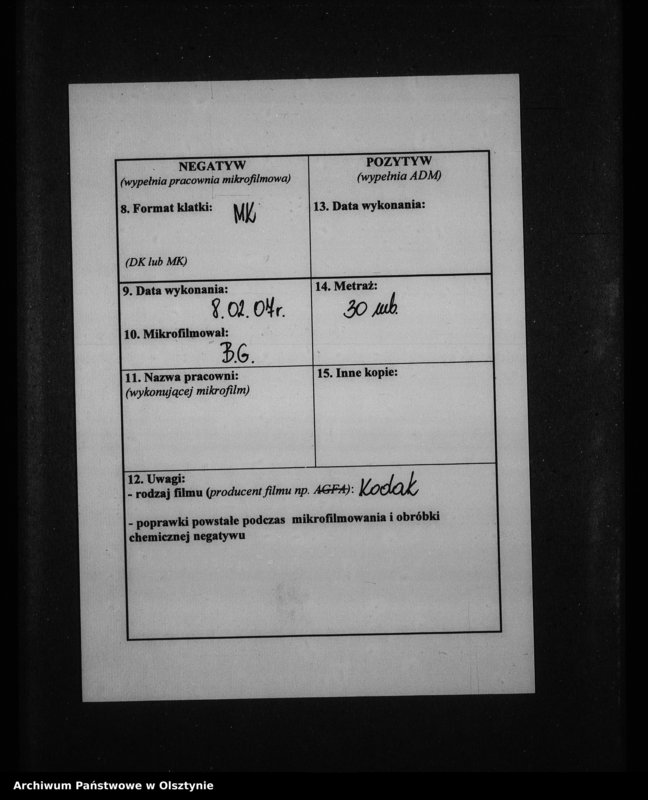 NEGATYW
(wypełnia pracownia mikrofilmowa)
8. Format klatki: MK
(DK lub MK)
POZYTYW
(wypełnia ADM)
13. Data wykonania:
9. Data wykonania:
8.02.04r.
10. Mikrofilmował:
B.G.
14. Metraż:
30 mb.
11. Nazwa pracowni:
(wykonującej mikrofilm)
15. Inne kopie:
12. Uwagi:
- rodzaj filmu (producent filmu np. AGFA): Kodak
- poprawki powstałe podczas mikrofilmowania i obróbki
chemicznej negatywu
Archiwum Państwowe w Olsztynie